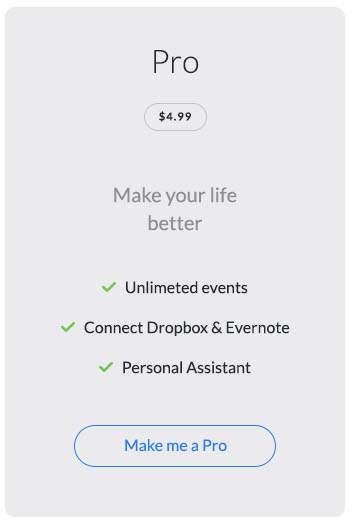 Pro
$4.99
Make your life
better
Unlimeted events
Connect Dropbox & Evernote
Personal Assistant
Make me a Pro